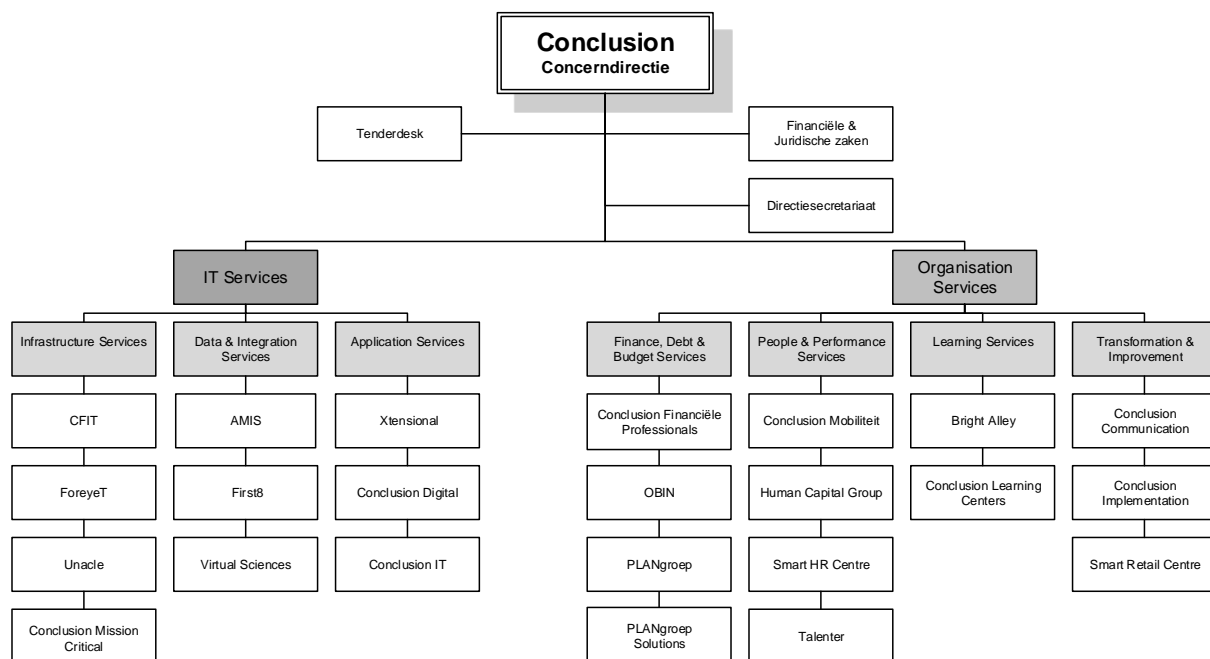 Conclusion
Concerndirectie
Tenderdesk
Financiële &
Juridische zaken
Directiesecretariaat
IT Services
Organisation
Services
Infrastructure Services
Data & Integration
Services
Application Services
Finance, Debt &
Budget Services
People & Performance
Services
Learning Services
Transformation &
Improvement
CFIT
AMIS
Xtensional
Conclusion Financiële
Professionals
Conclusion Mobiliteit
Bright Alley
Conclusion
Communication
ForeyeT
First8
Conclusion Digital
OBIN
Human Capital Group
Conclusion Learning
Centers
Conclusion
Implementation
Unacle
Virtual Sciences
Conclusion IT
PLANgroep
Smart HR Centre
Smart Retail Centre
Conclusion Mission
Critical
PLANgroep
Solutions
Talenter